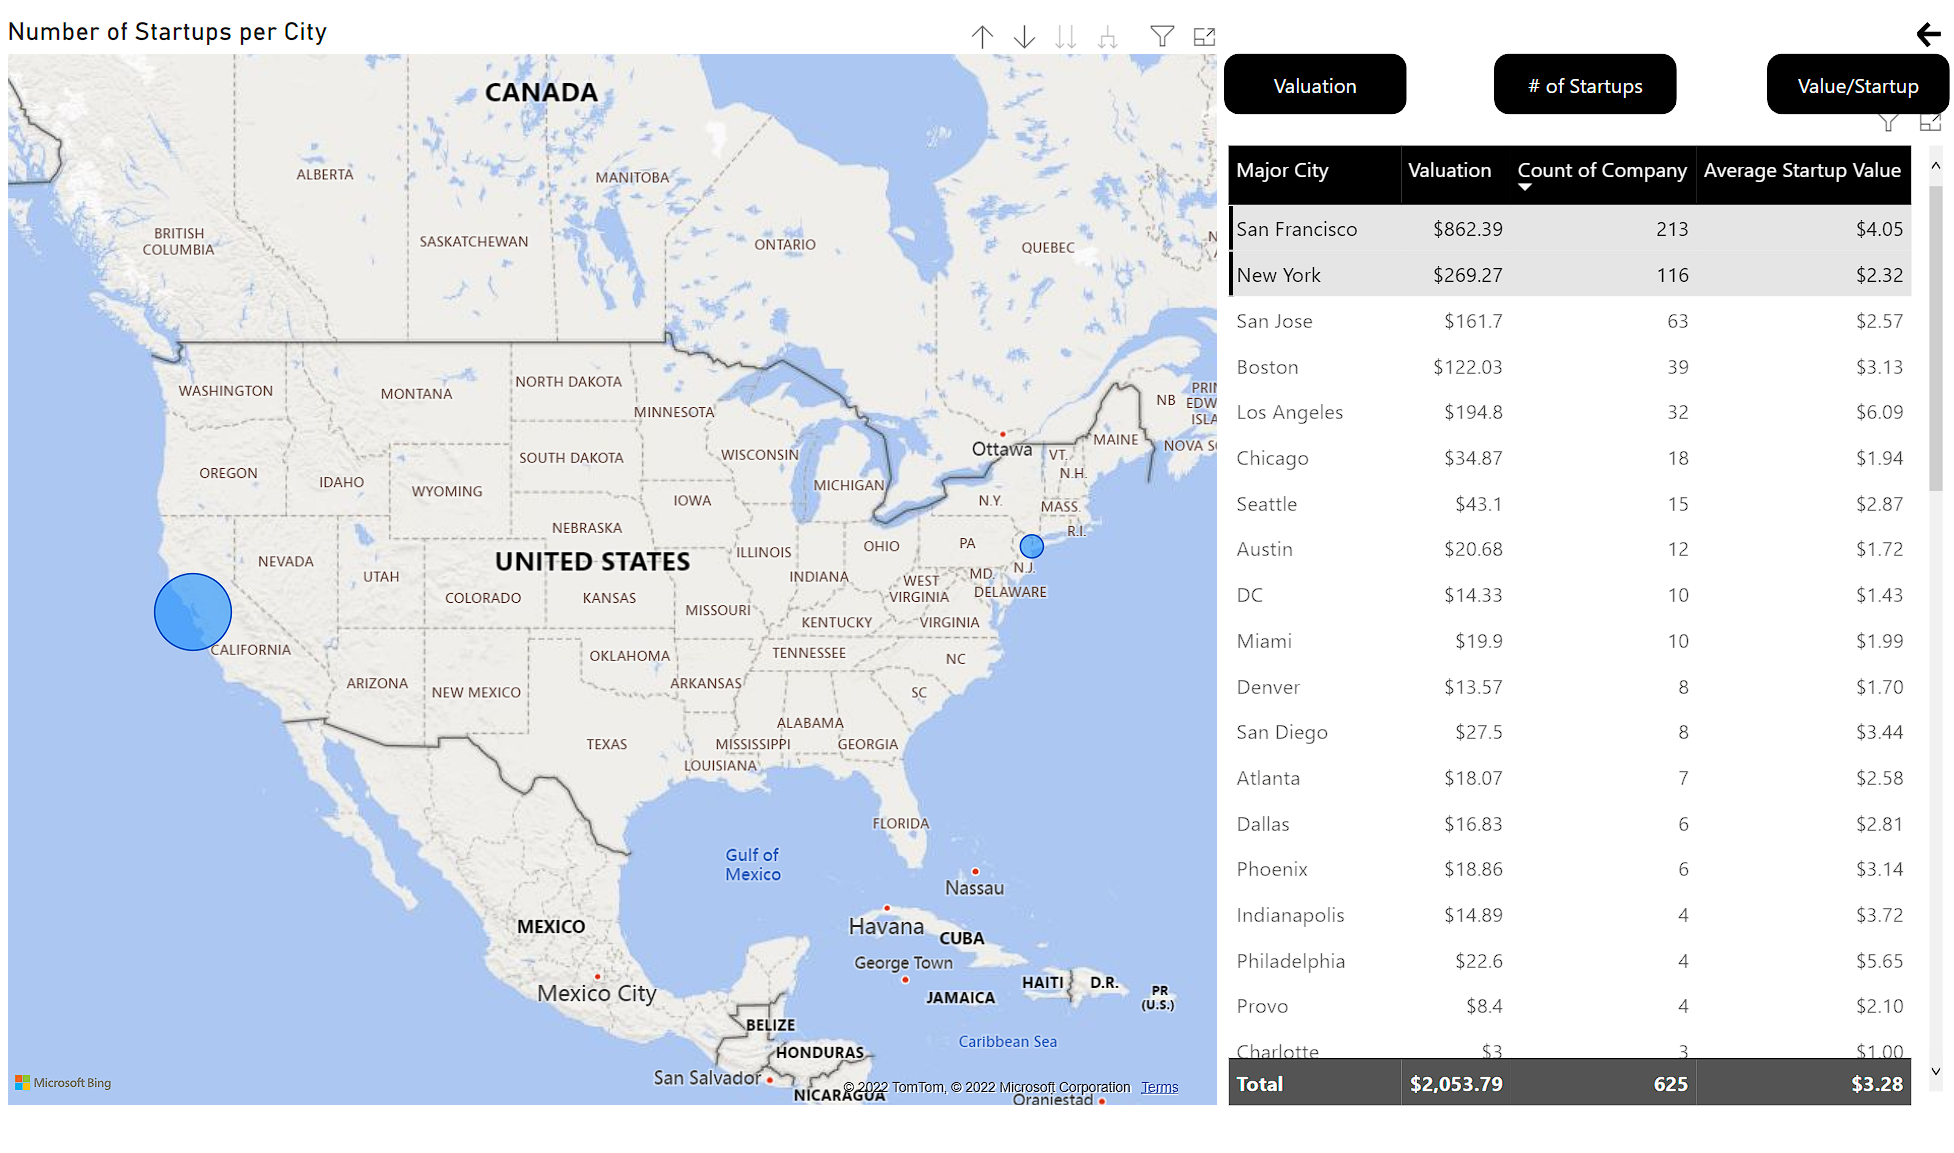 Number of Startups per City
Valuation
# of Startups
Value/Startup
CANADA
ALBERTA
MANITOBA
BRITISH
COLUMBIA
SASKATCHEWAN
ONTARIO
QUEBEC
WASHINGTON
MONTANA
NORTH DAKOTA
MINNESOTA
NB
PRIN
EDW
ISLA
Ottawa
MAINE
NOVA SC
VT.
N.H.
OREGON
IDAHO
WYOMING
SOUTH DAKOTA
WISCONSIN
MICHIGAN
IOWA
N.Y.
MASS.
R.I.
NEBRASKA
NEVADA
UTAH
UNITED STATES
ILLINOIS
INDIANA
OHIO
PA
N.J.
MD.
DELAWARE
WEST
VIRGINIA
COLORADO
KANSAS
MISSOURI
KENTUCKY
VIRGINIA
CALIFORNIA
OKLAHOMA
TENNESSEE
NC
ARIZONA
NEW MEXICO
ARKANSAS
SC
ALABAMA
TEXAS
MISSISSIPPI
GEORGIA
LOUISIANA
FLORIDA
Gulf of
Mexico
Nassau
MEXICO
Havana
CUBA
George Town
Mexico City
JAMAICA
HAITI
D.R.
PR
(U.S.)
BELIZE
Caribbean Sea
HONDURAS
San Salvador
NICARAGUA
Oranjestad
Microsoft Bing
© 2022 TomTom, © 2022 Microsoft Corporation Terms
Major City Valuation Count of Company Average Startup Value
San Francisco $862.39 213 $4.05
New York $269.27 116 $2.32
San Jose $161.7 63 $2.57
Boston $122.03 39 $3.13
Los Angeles $194.8 32 $6.09
Chicago $34.87 18 $1.94
Seattle $43.1 15 $2.87
Austin $20.68 12 $1.72
DC $14.33 10 $1.43
Miami $19.9 10 $1.99
Denver $13.57 8 $1.70
San Diego $27.5 8 $3.44
Atlanta $18.07 7 $2.58
Dallas $16.83 6 $2.81
Phoenix $18.86 6 $3.14
Indianapolis $14.89 4 $3.72
Philadelphia $22.6 4 $5.65
Provo $8.4 4 $2.10
Charlotte $3 3 $1.00
Total $2,053.79 625 $3.28